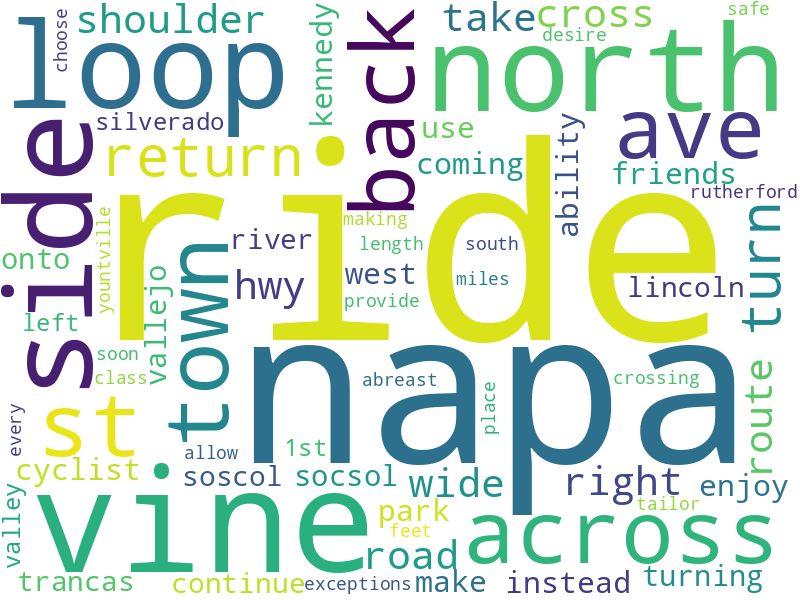 choose
shoulder
take
cross
safe
desire
loop
kennedy
back
north
silverado
use
ave
side
return
coming
ability
friends
rutherford
ride
making
yountville
river
length
south
onto
town
hwy
west
miles
lincoln
turn
provide
vallejo
left
soon
class
napa
abreast
crossing
place
route
every
st
allow
1st
cyclist
soscol
socsol
wide
right
enjoy
valley
vine
park
across
tailor
feet
road
trancas
continue
exceptions
make
instead
turning